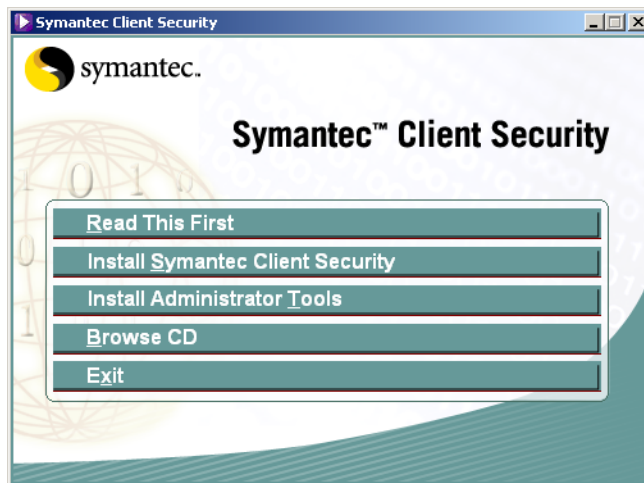 Symantec Client Security
symantec.
Symantec™ Client Security
Read This First
Install Symantec Client Security
Install Administrator Tools
Browse CD
Exit